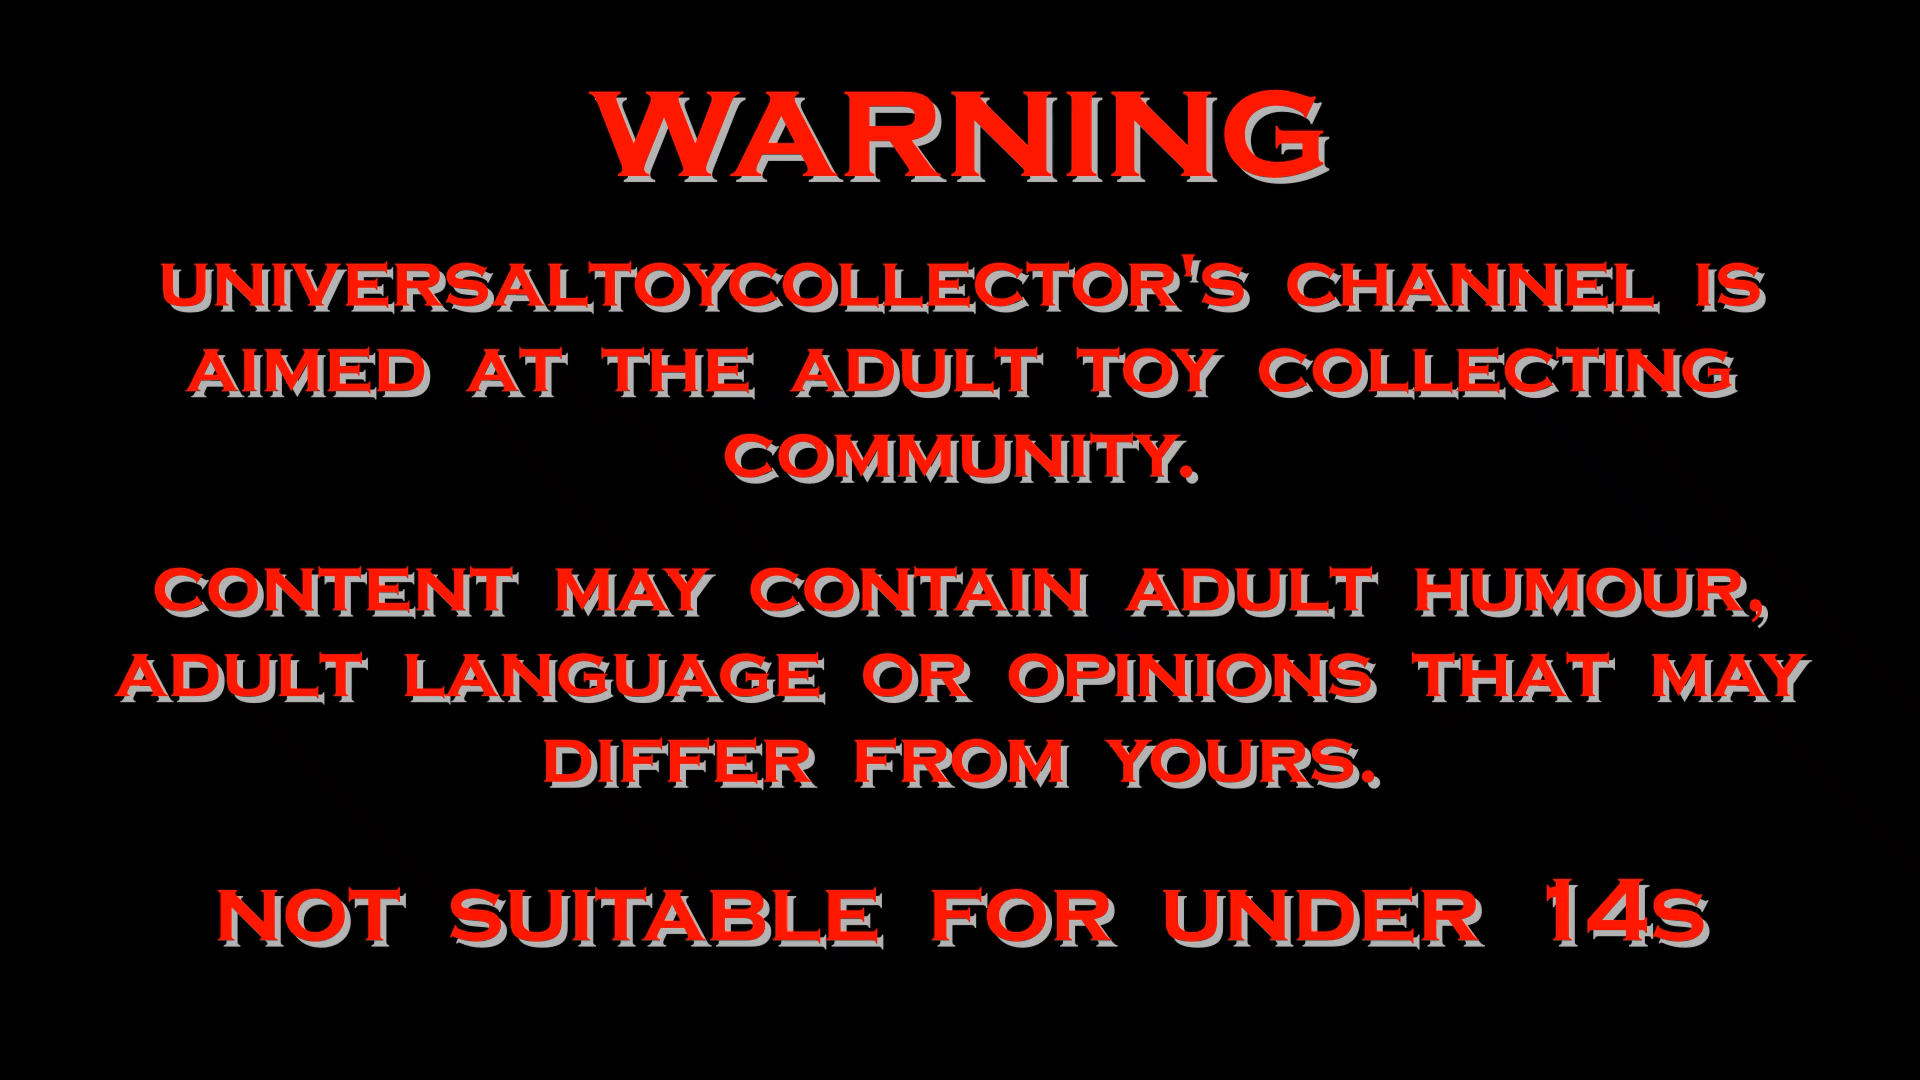 WARNING
UNIVERSALTOYCOLLECTOR'S CHANNEL IS
AIMED AT THE ADULT TOY COLLECTING
COMMUNITY.
CONTENT MAY CONTAIN ADULT HUMOUR,
ADULT LANGUAGE OR OPINIONS THAT MAY
DIFFER FROM YOURS.
NOT SUITABLE FOR UNDER 14S